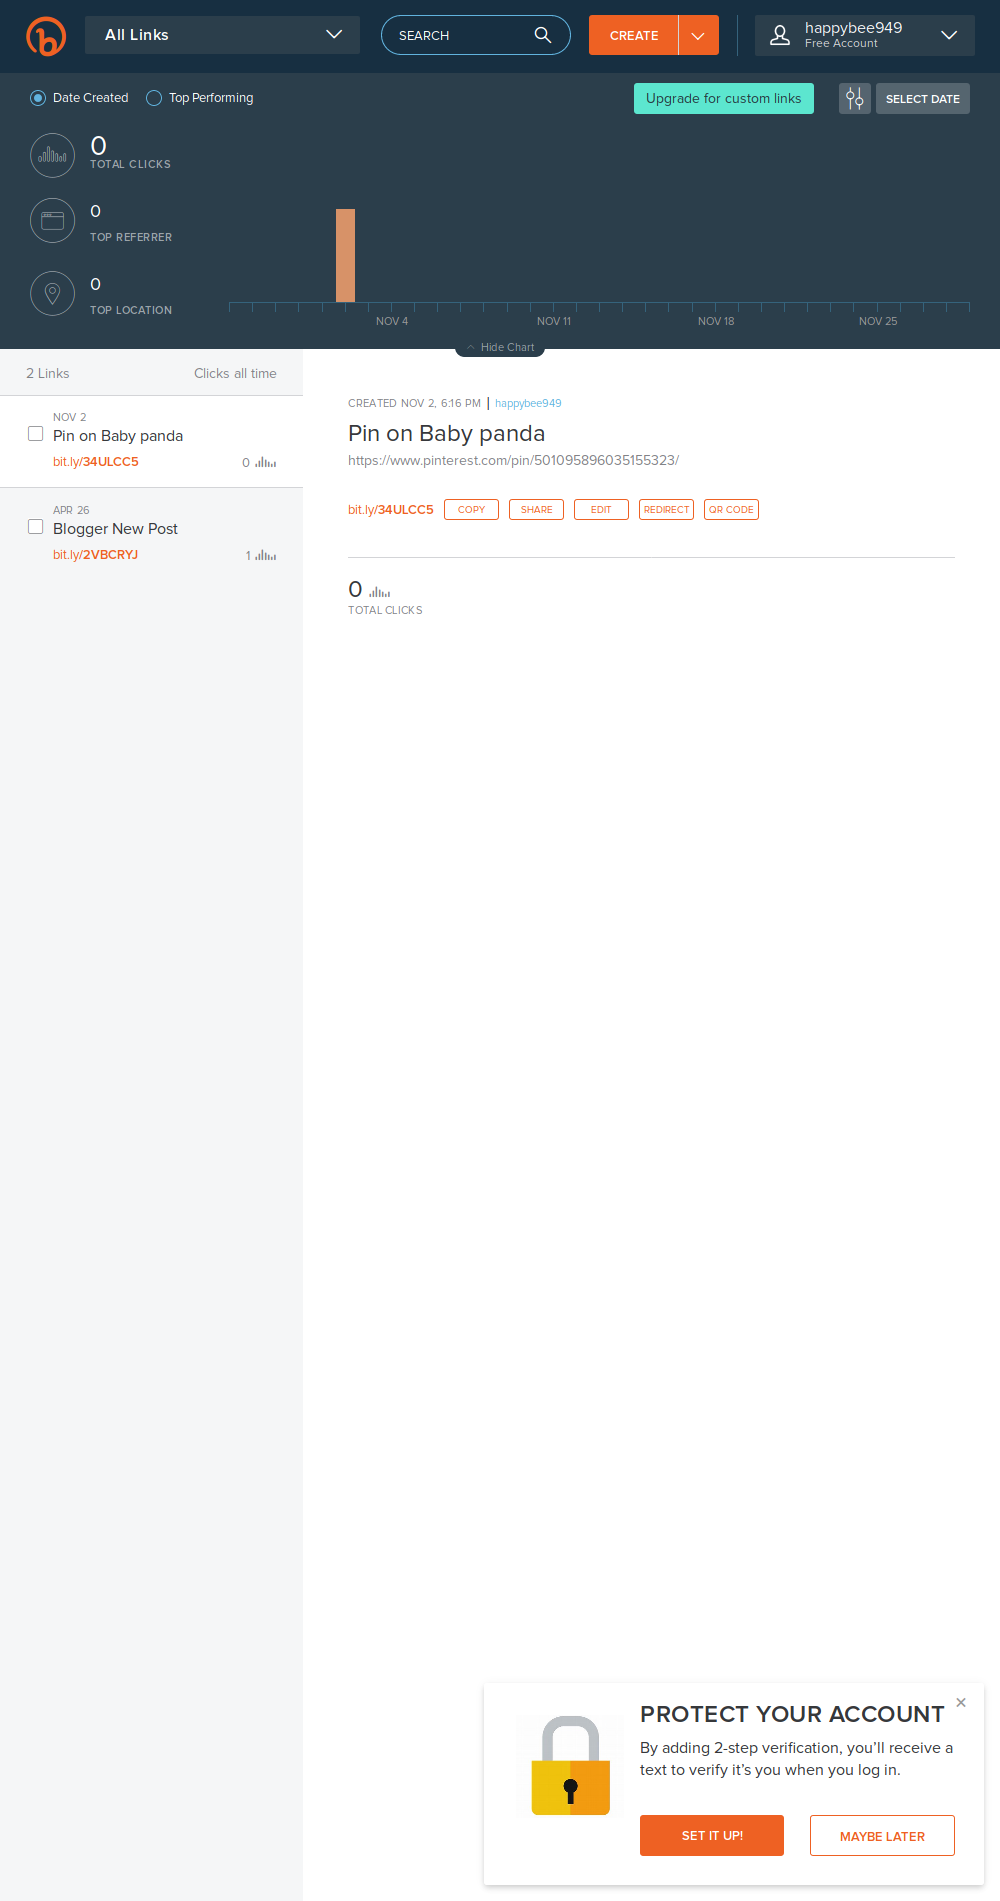 All Links
SEARCH
CREATE
happybee949
Free Account
Date Created
Top Performing
Upgrade for custom links
SELECT DATE
0
TOTAL CLICKS
0
TOP REFERRER
0
TOP LOCATION
NOV 4
NOV 11
NOV 18
NOV 25
Hide Chart
2 Links
Clicks all time
NOV 2
Pin on Baby panda
bit.ly/34ULCC5
0
APR 26
Blogger New Post
bit.ly/2VBCRYJ
1
CREATED NOV 2, 6:16 PM | happybee949
Pin on Baby panda
https://www.pinterest.com/pin/501095896035155323/
bit.ly/34ULCC5
COPY
SHARE
EDIT
REDIRECT
QR CODE
0
TOTAL CLICKS
PROTECT YOUR ACCOUNT
By adding 2-step verification, you'll receive a
text to verify it's you when you log in.
SET IT UP!
MAYBE LATER